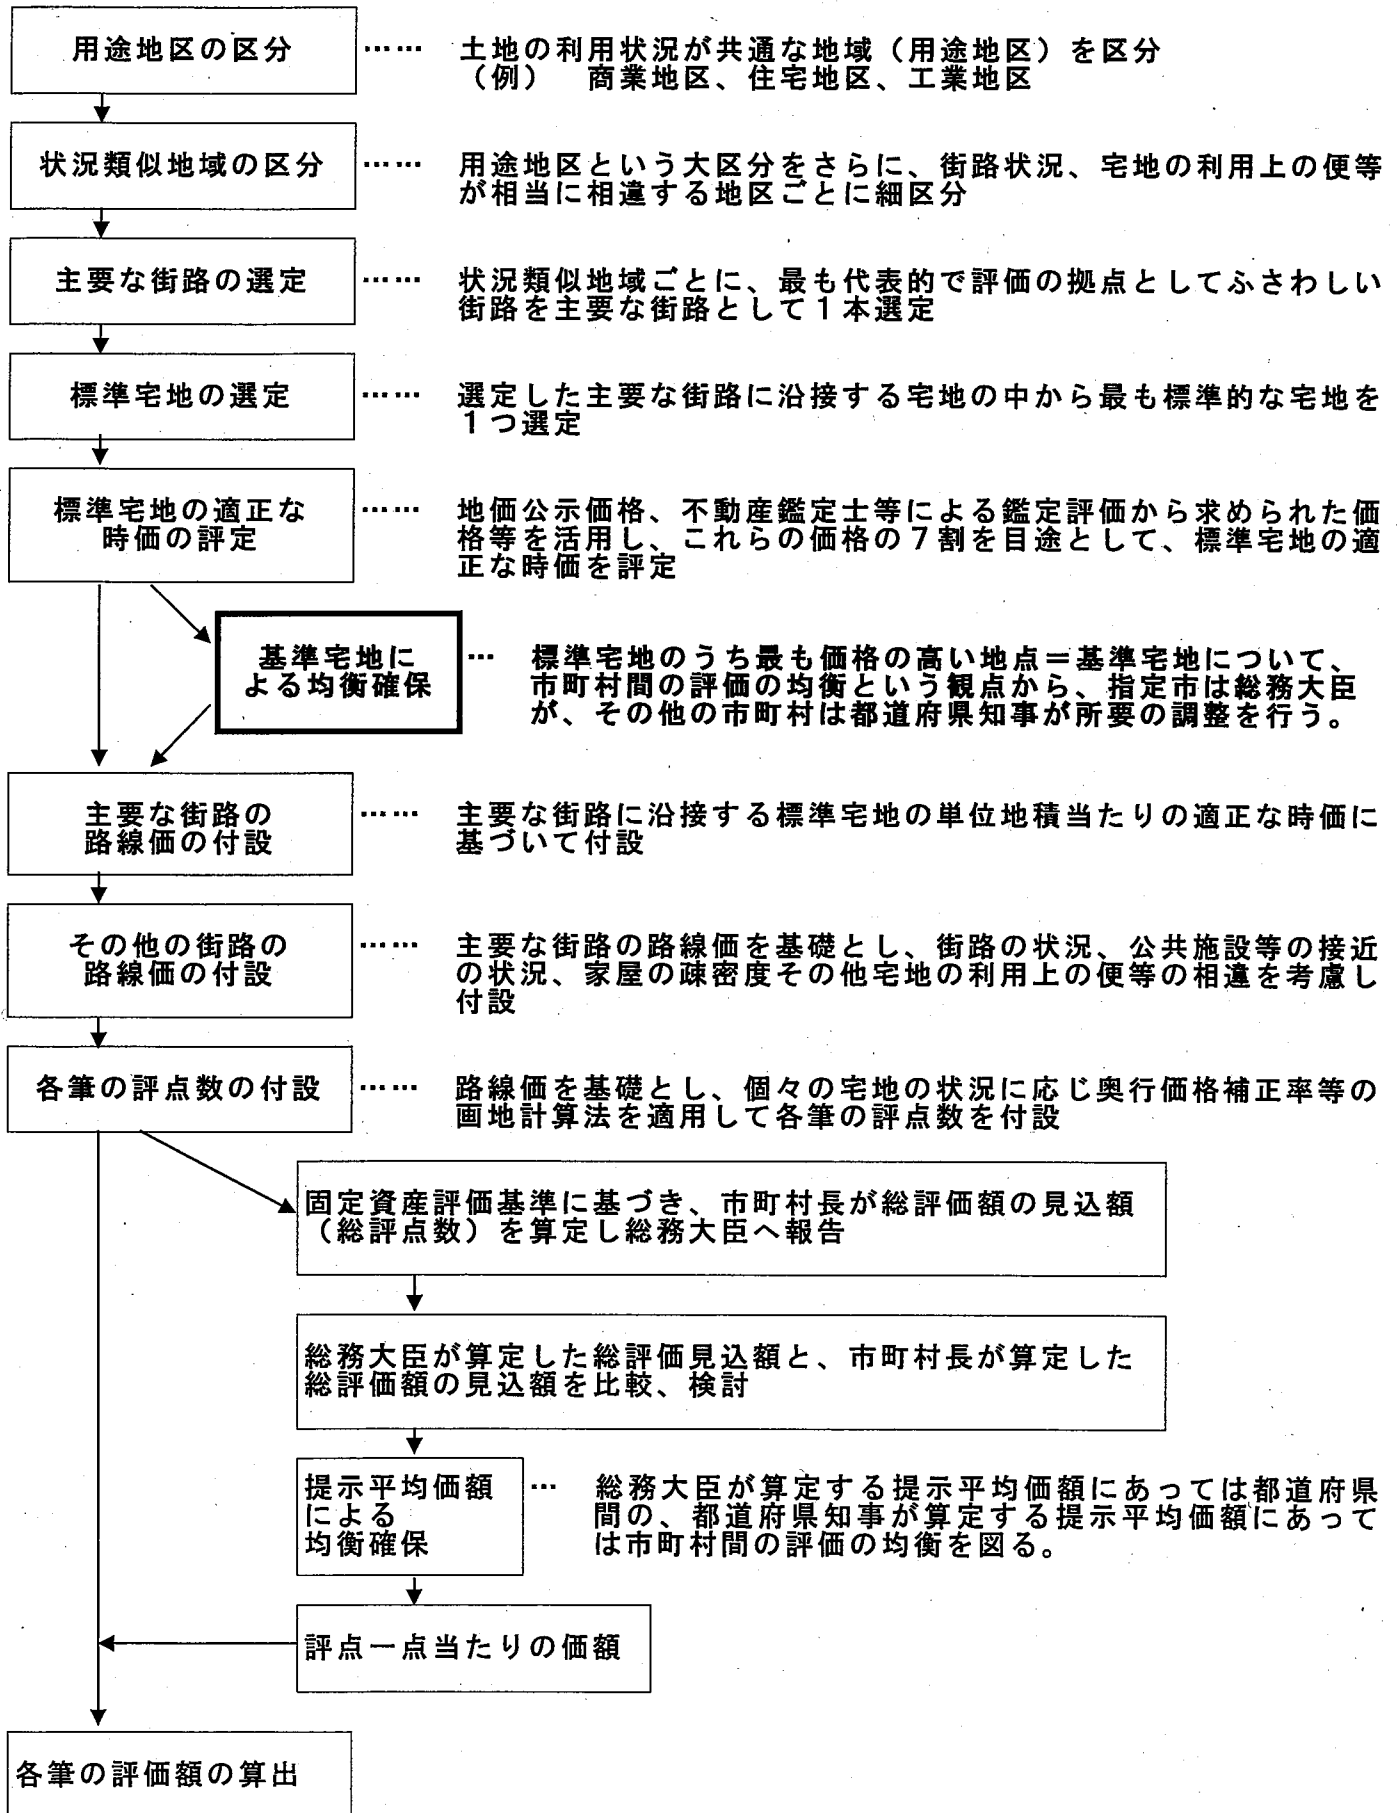 用途地区の区分 …… 土地の利用状況が共通な地域（用途地区）を区分
（例）　商業地区、住宅地区、工業地区
状況類似地域の区分 …… 用途地区という大区分をさらに、街路状況、宅地の利用上の便等
が相当に相違する地区ごとに細区分
主要な街路の選定 …… 状況類似地域ごとに、最も代表的で評価の拠点としてふさわしい
街路を主要な街路として１本選定
標準宅地の選定 …… 選定した主要な街路に沿接する宅地の中から最も標準的な宅地を
１つ選定
標準宅地の適正な
時価の評定
…… 地価公示価格、不動産鑑定士等による鑑定評価から求められた価
格等を活用し、これらの価格の７割を目途として、標準宅地の適
正な時価を評定
基準宅地に
よる均衡確保
… 標準宅地のうち最も価格の高い地点＝基準宅地について、
市町村間の評価の均衡という観点から、指定市は総務大臣
が、その他の市町村は都道府県知事が所要の調整を行う。
主要な街路の
路線価の付設
…… 主要な街路に沿接する標準宅地の単位地積当たりの適正な時価に
基づいて付設
その他の街路の
路線価の付設
…… 主要な街路の路線価を基礎とし、街路の状況、公共施設等の接近
の状況、家屋の疎密度その他宅地の利用上の便等の相違を考慮し
付設
各筆の評点数の付設 …… 路線価を基礎とし、個々の宅地の状況に応じ奥行価格補正率等の
画地計算法を適用して各筆の評点数を付設
固定資産評価基準に基づき、市町村長が総評価額の見込額
（総評点数）を算定し総務大臣へ報告
総務大臣が算定した総評価見込額と、市町村長が算定した
総評価額の見込額を比較、検討
提示平均価額
による
均衡確保
… 総務大臣が算定する提示平均価額にあっては都道府県
間の、都道府県知事が算定する提示平均価額にあって
は市町村間の評価の均衡を図る。
評点一点当たりの価額
各筆の評価額の算出